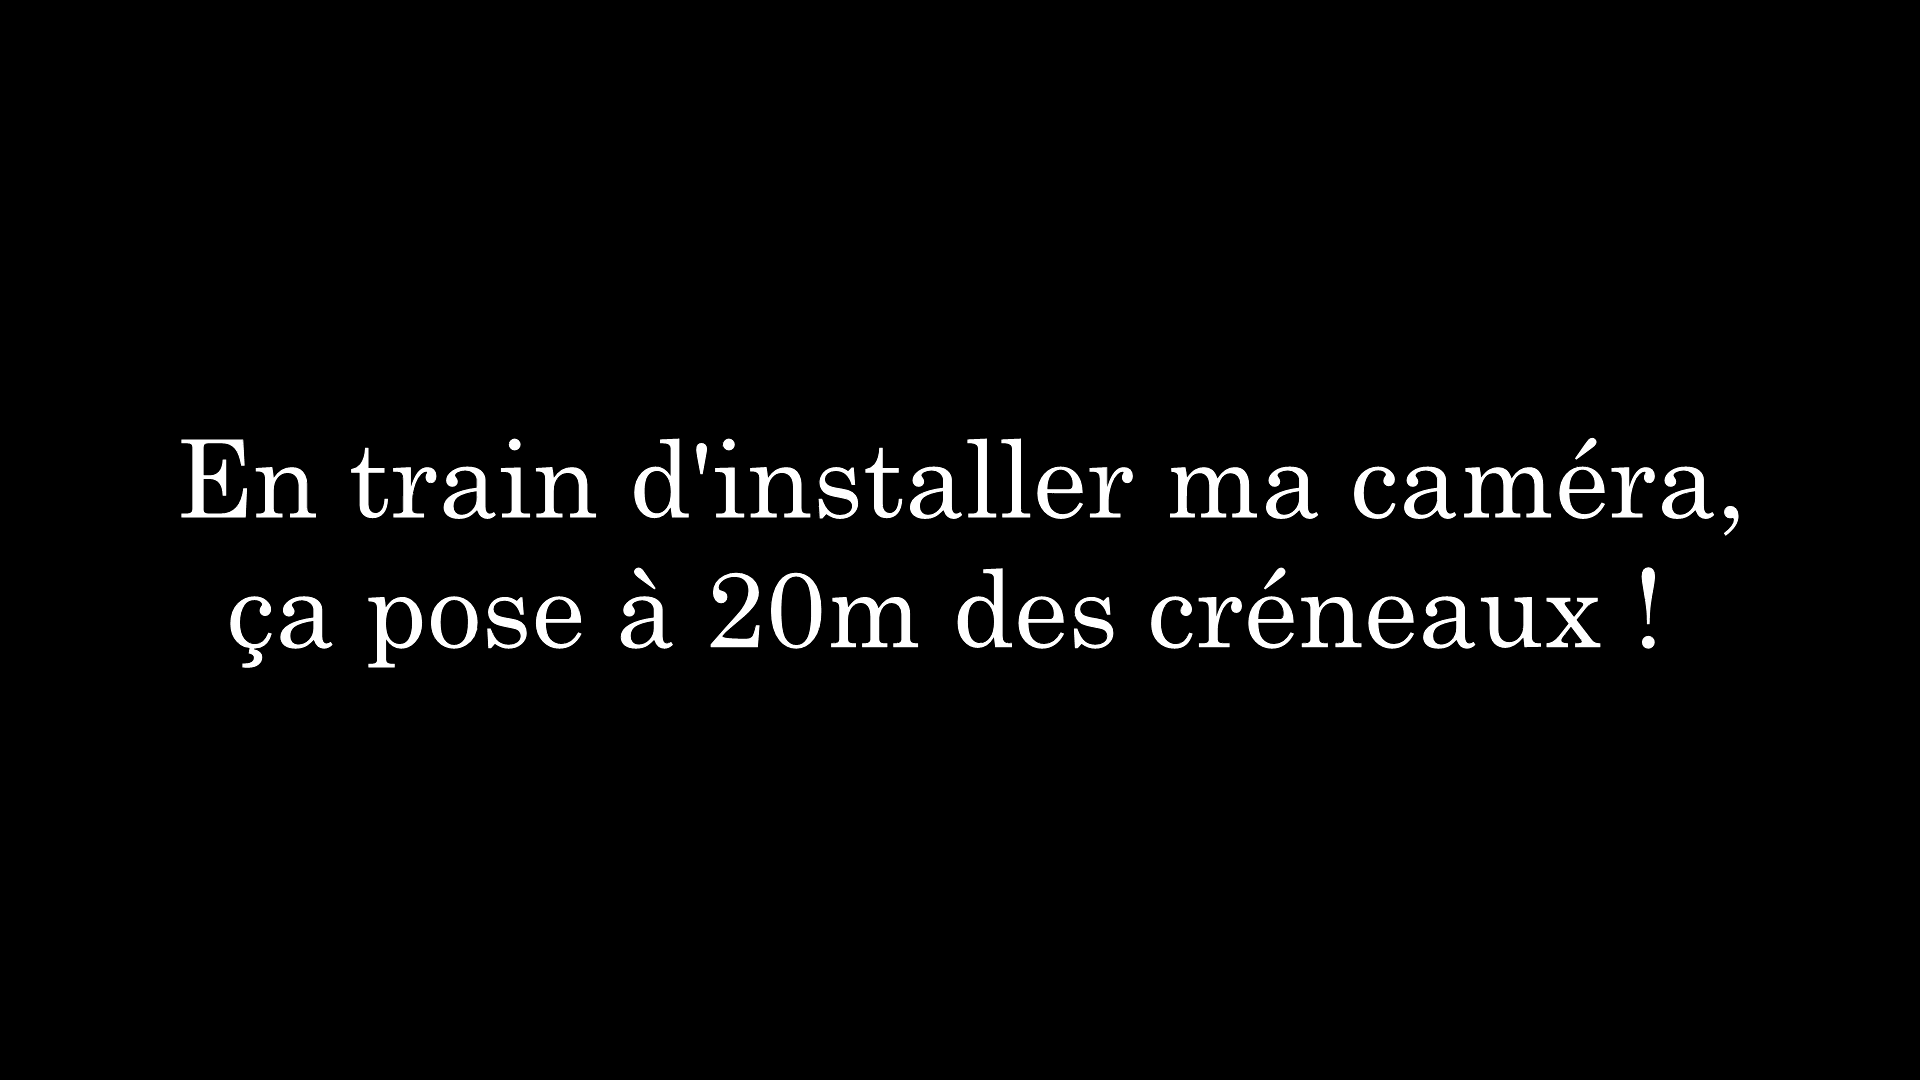 En train d'installer ma caméra,
ça pose à 20m des créneaux !